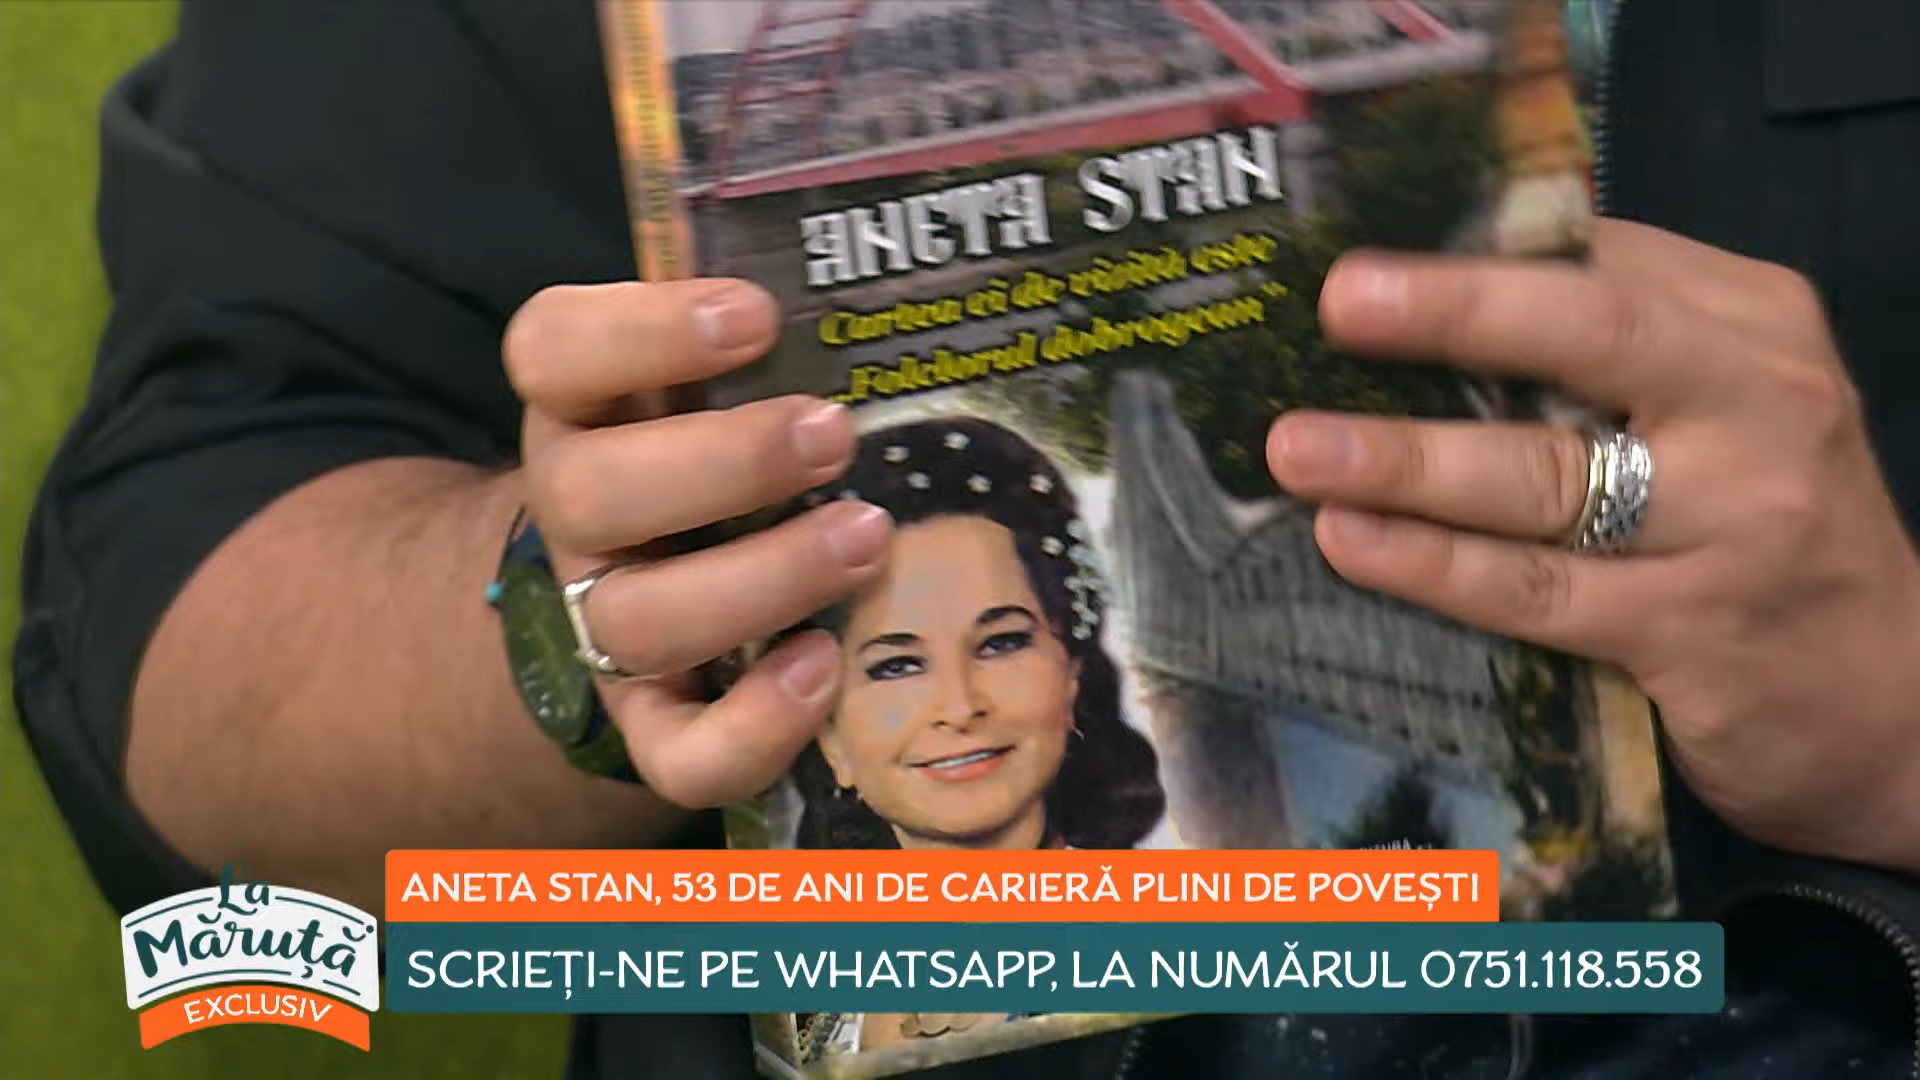 ANETA STAN
Cartea ei de vizită este
„Folclorul dobrogean"
ANETA STAN, 53 DE ANI DE CARIERĂ PLINI DE POVEȘTI
La
Măruță
EXCLUSIV
SCRIEȚI-NE PE WHATSAPP, LA NUMĂRUL 0751.118.558